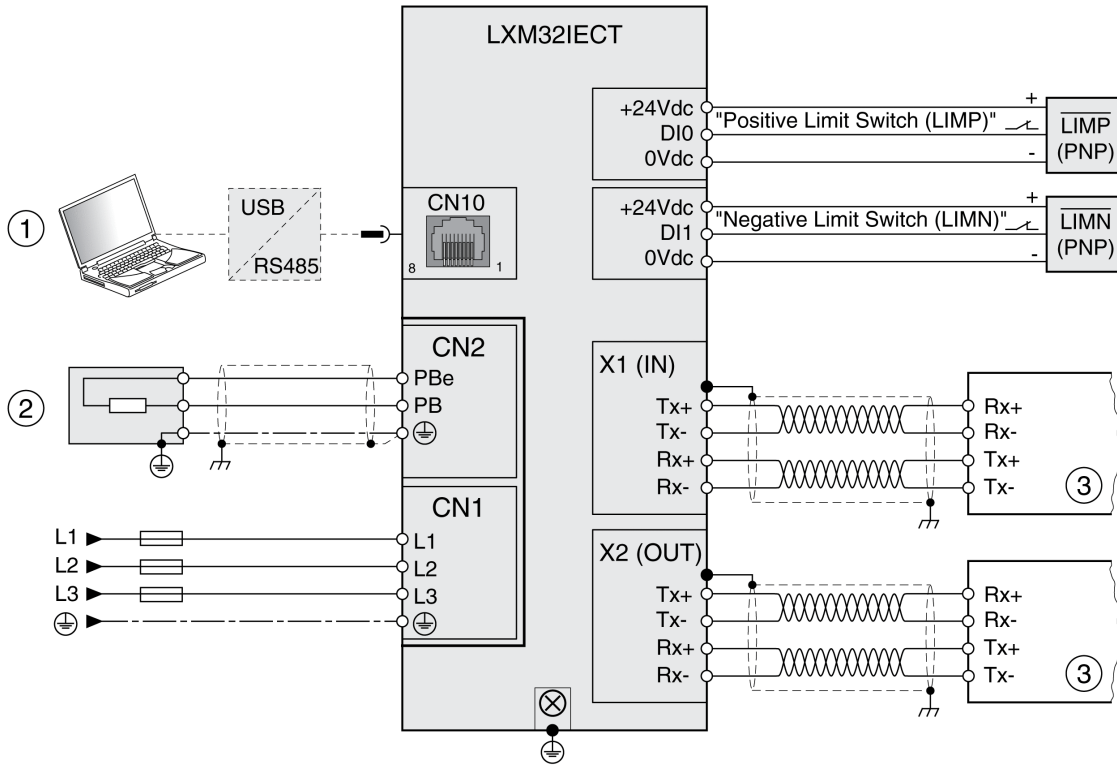 LXM32IECT
+24Vdc
DI0
0Vdc
"Positive Limit Switch (LIMP)"
+
-
LIMP
(PNP)
+24Vdc
DI1
0Vdc
"Negative Limit Switch (LIMN)"
+
-
LIMN
(PNP)
1
USB
RS485
CN10
8
1
2
CN2
PBe
PB
CN1
L1
L2
L3
L1
L2
L3
X1 (IN)
Tx+
Tx-
Rx+
Rx-
Rx+
Rx-
Tx+
Tx-
3
X2 (OUT)
Tx+
Tx-
Rx+
Rx-
Rx+
Rx-
Tx+
Tx-
3